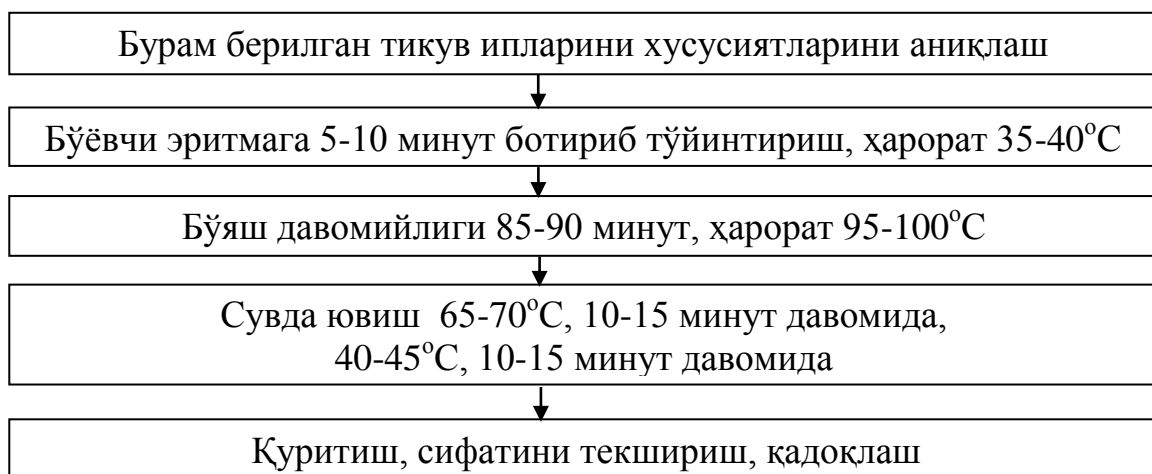 Бурам берилган тикув ипларини хусусиятларини аниқлаш
Бўёвчи эритмага 5-10 минут ботириб тўйинтириш, ҳарорат 35-40°С
Бўяш давомийлиги 85-90 минут, ҳарорат 95-100°С
Сувда ювиш 65-70°С, 10-15 минут давомида,
40-45°С, 10-15 минут давомида
Қуритиш, сифатини текшириш, қадоқлаш